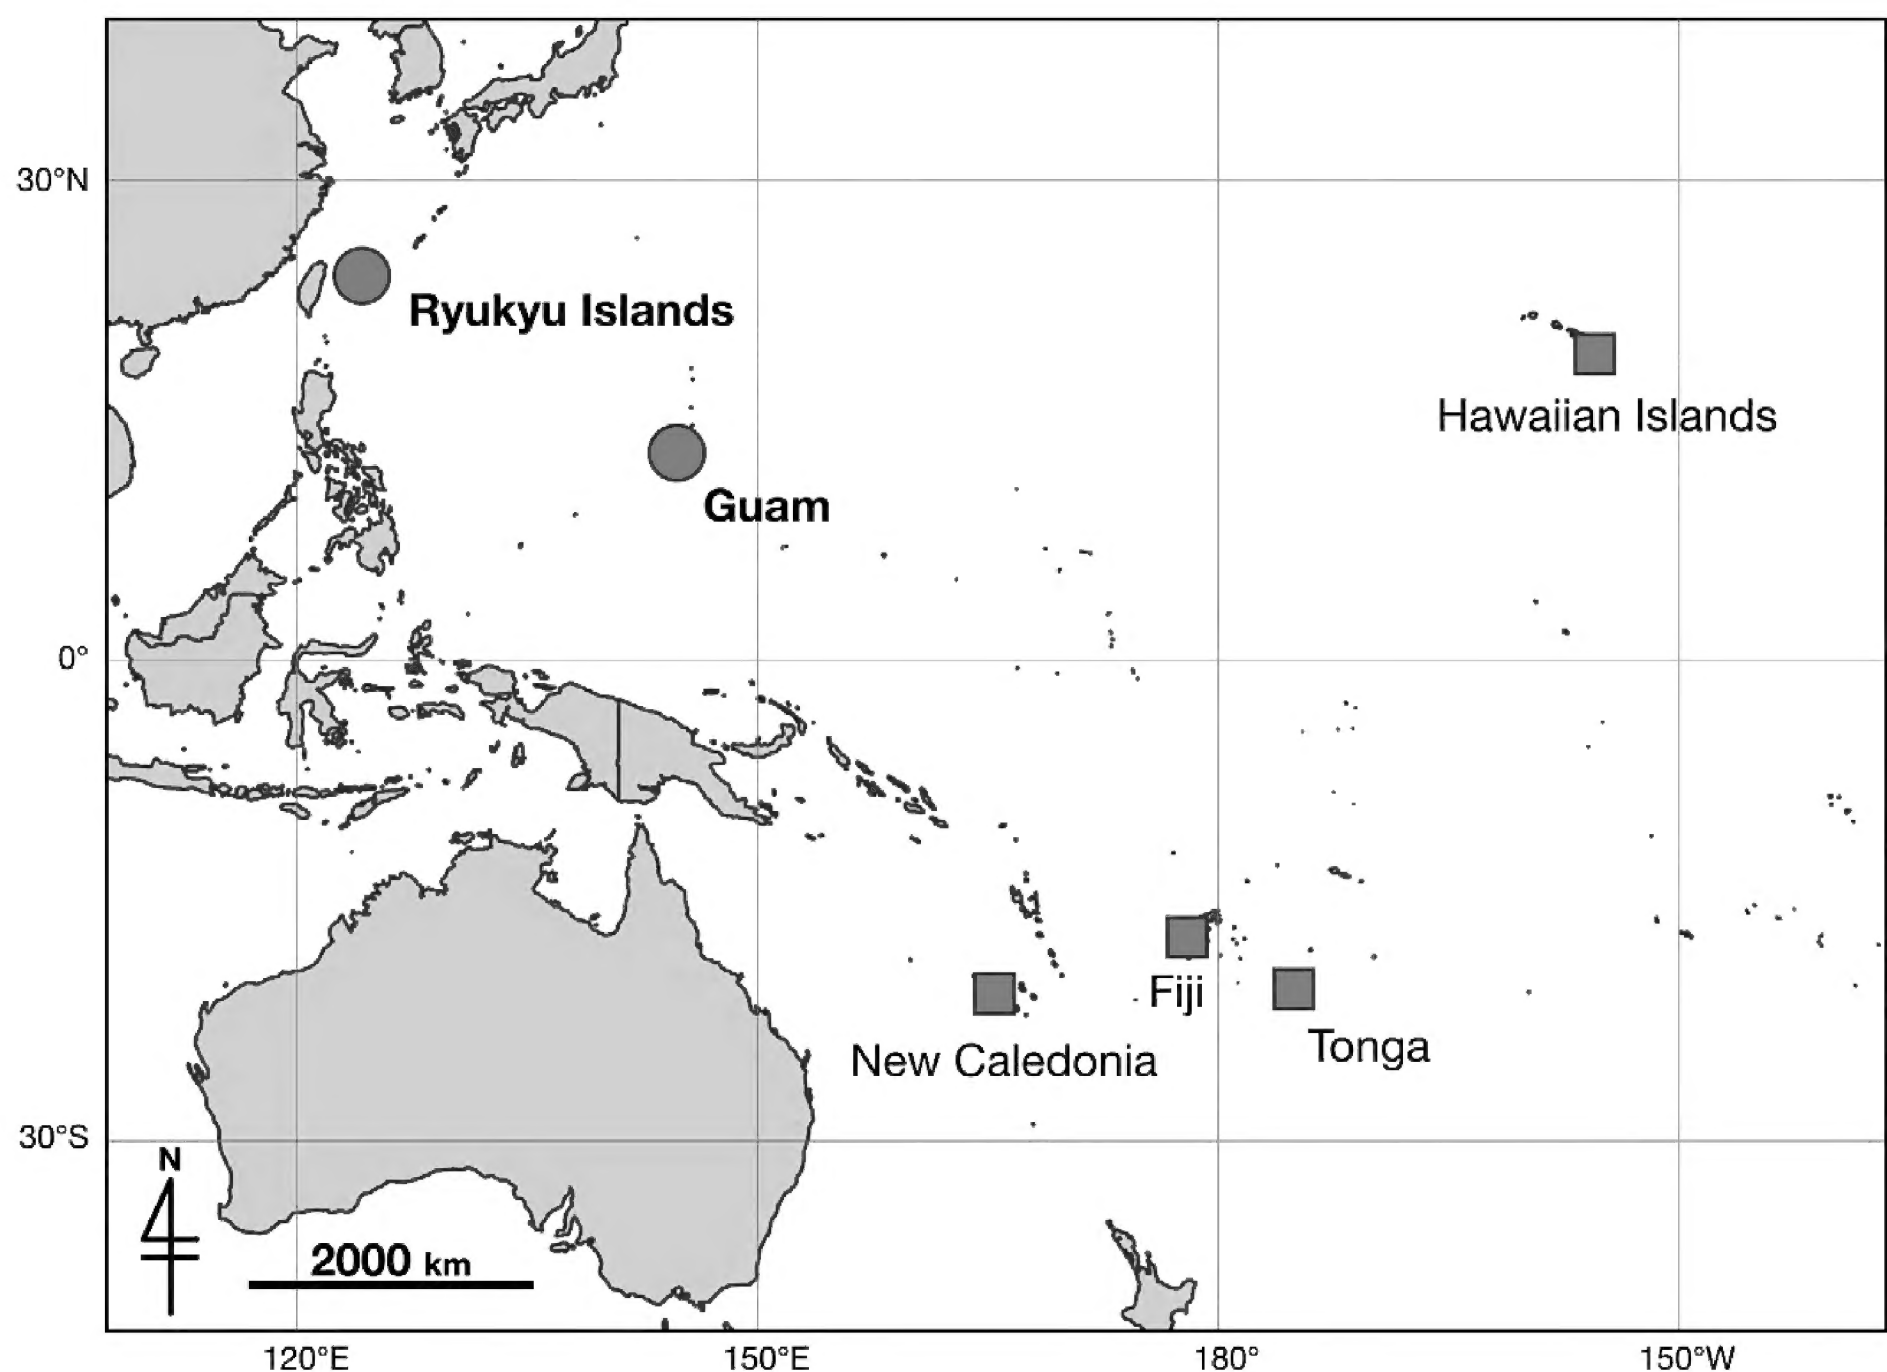 30°N
Ryukyu Islands
Hawaiian Islands
Guam
0°
Fiji
New Caledonia
Tonga
30°S
N
2000 km
120°E
150°E
180°
150°W